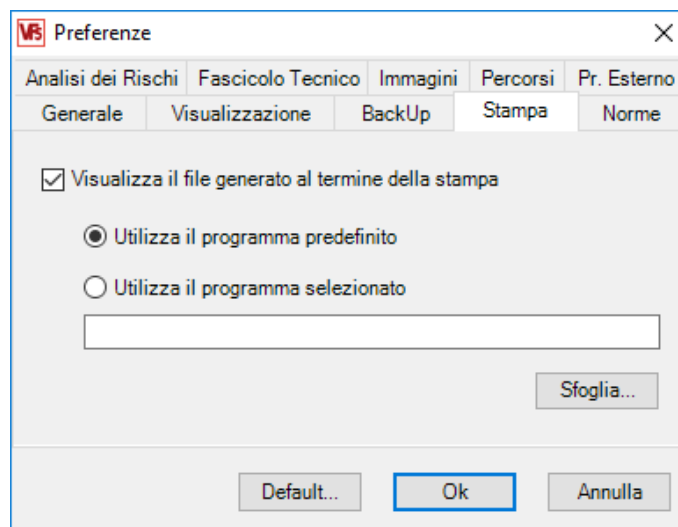 VFs Preferenze
Analisi dei Rischi Fascicolo Tecnico Immagini Percorsi Pr. Esterno
Generale Visualizzazione BackUp Stampa Norme
Visualizza il file generato al termine della stampa
Utilizza il programma predefinito
Utilizza il programma selezionato
Sfoglia...
Default... Ok Annulla